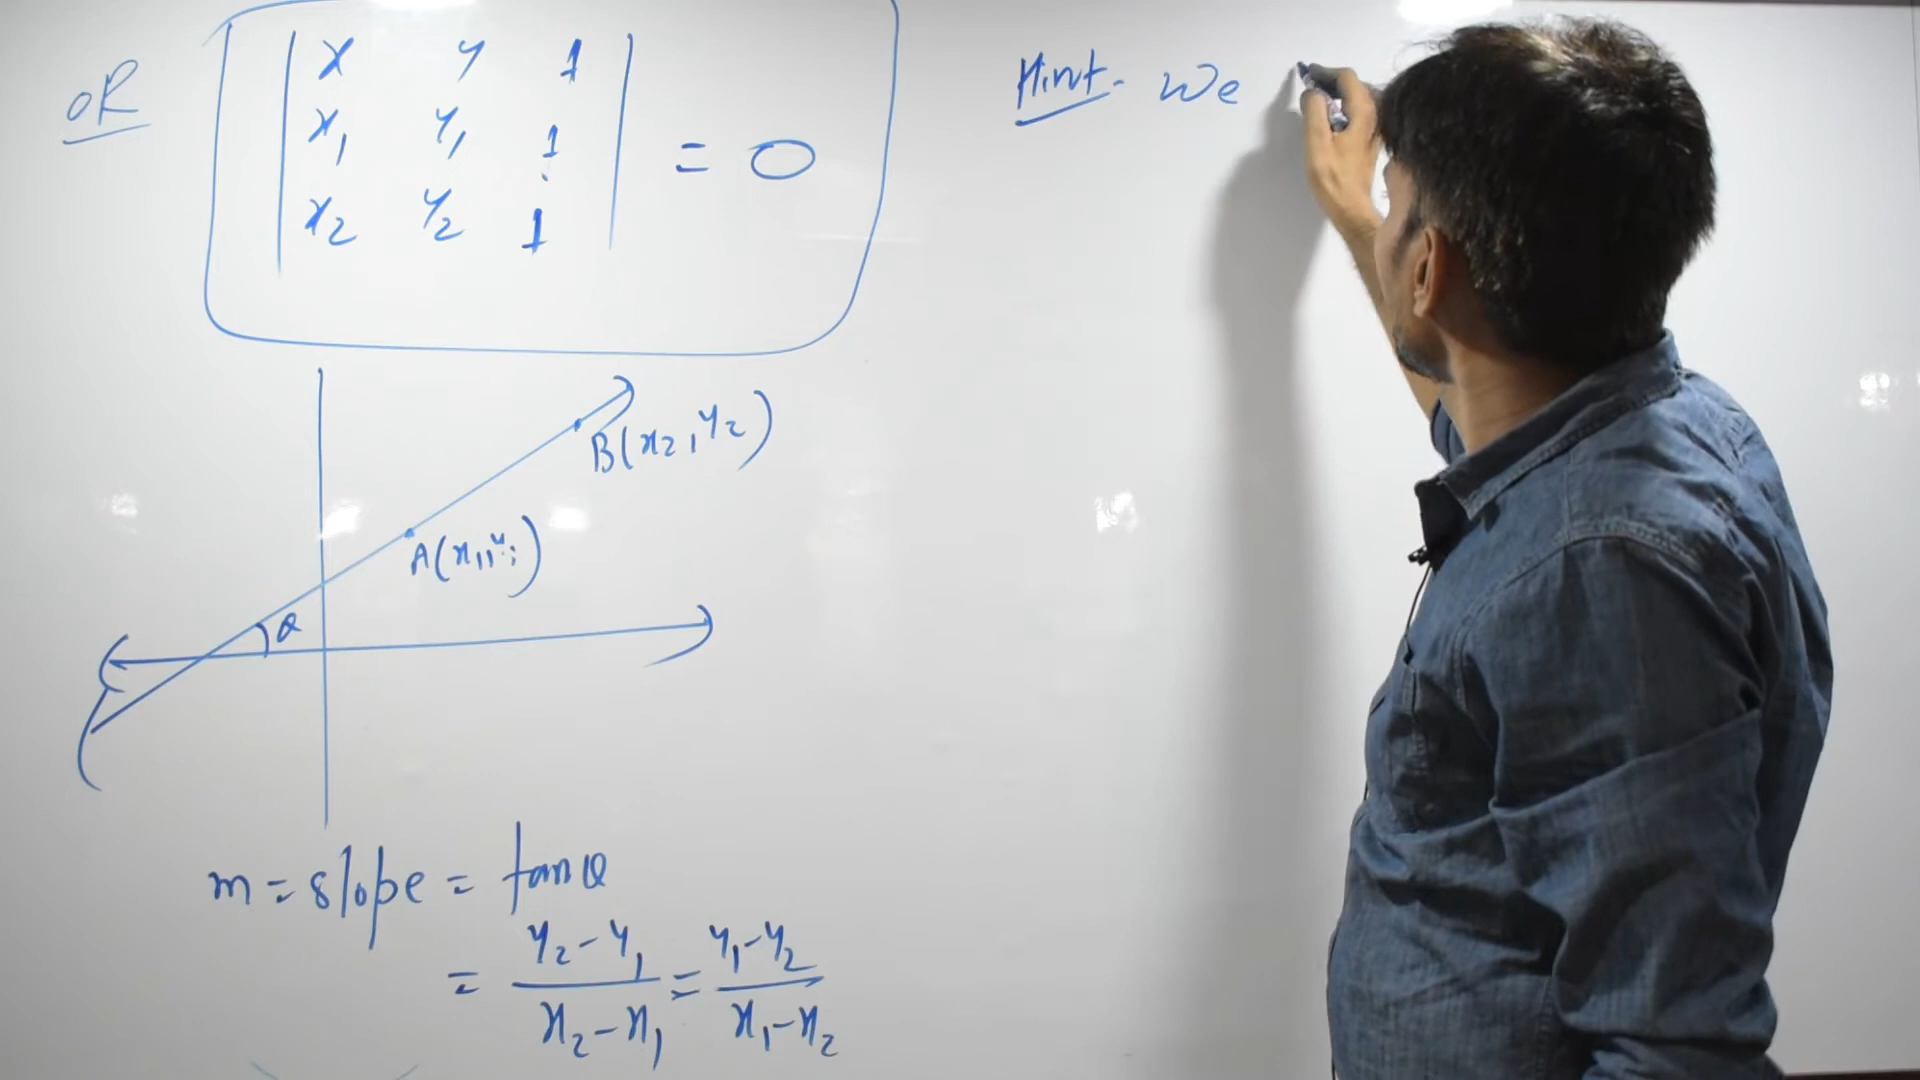 OR
x y 1
x₁ y₁ 1 = 0
x₂ y₂ 1
B(x₂, y₂)
A(x₁, y₁)
θ
m = slope = tanθ
= y₂-y₁ / x₂-x₁ = y₁-y₂ / x₁-x₂
Hint- We